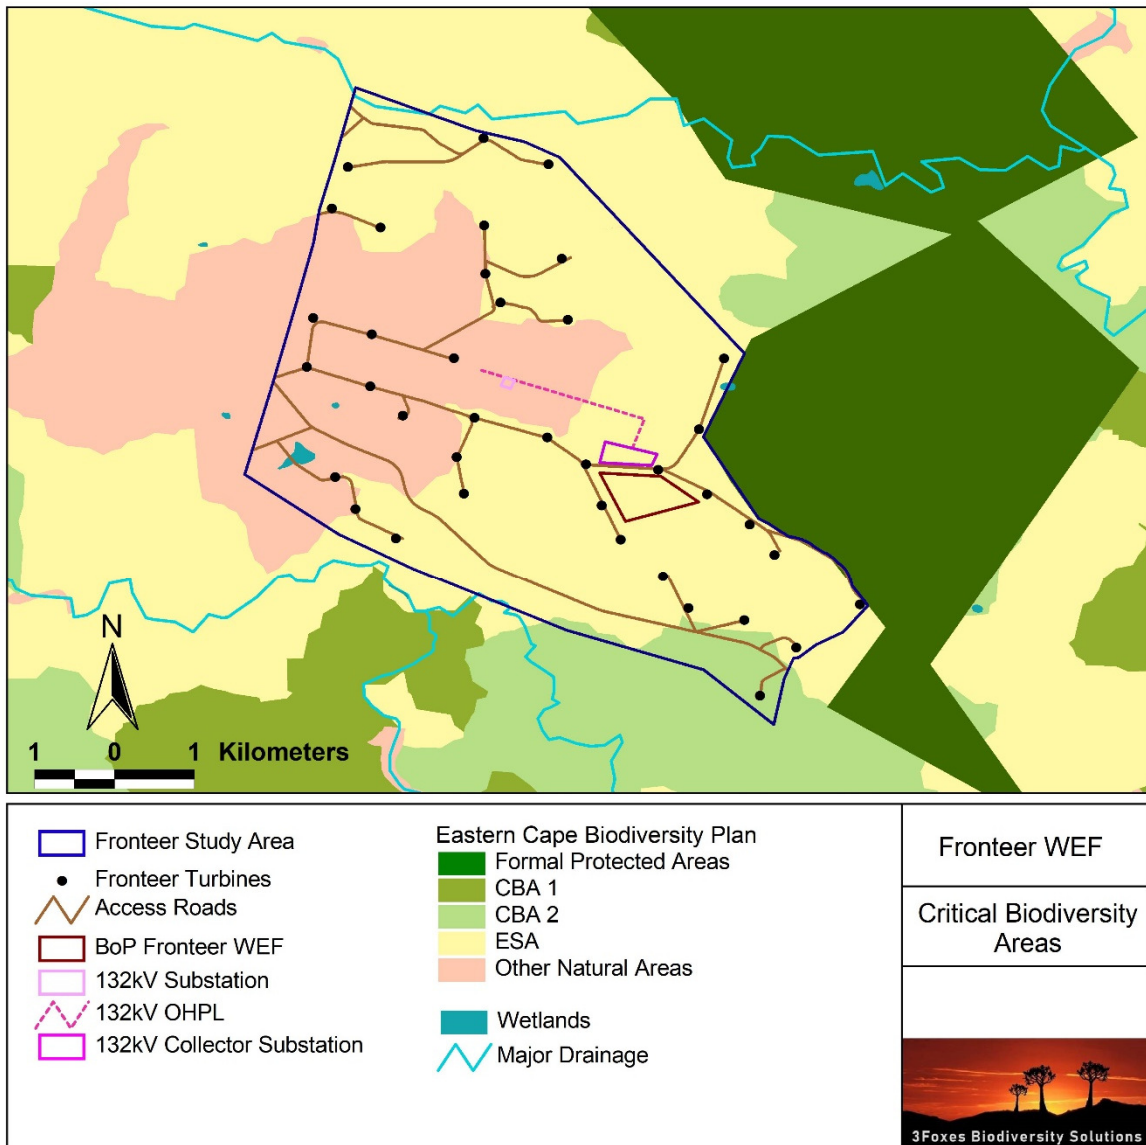 N
1 0 1 Kilometers
Fronteer Study Area
Fronteer Turbines
Access Roads
BoP Fronteer WEF
132kV Substation
132kV OHPL
132kV Collector Substation
Eastern Cape Biodiversity Plan
Formal Protected Areas
CBA 1
CBA 2
ESA
Other Natural Areas
Wetlands
Major Drainage
Fronteer WEF
Critical Biodiversity
Areas
3Foxes Biodiversity Solutions